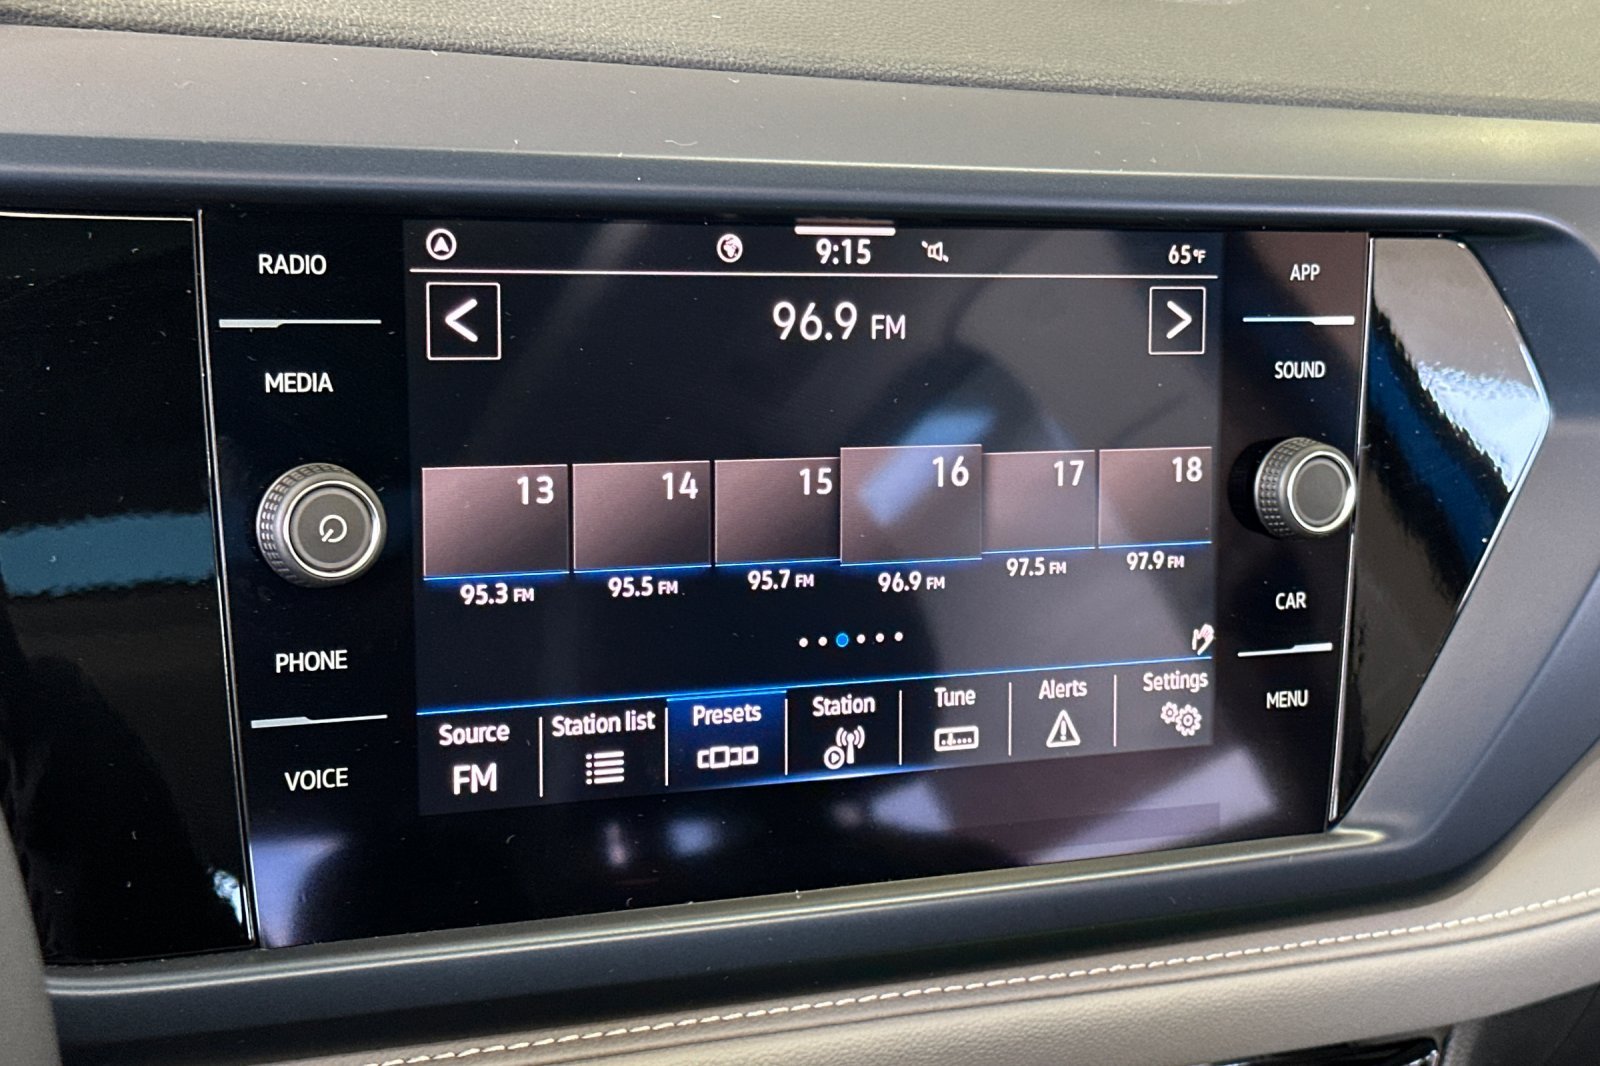 RADIO
MEDIA
PHONE
VOICE
9:15
65°F
96.9 FM
13
14
15
16
17
18
95.3 FM
95.5 FM
95.7 FM
96.9 FM
97.5 FM
97.9 FM
Source
FM
Station list
Presets
Station
Tune
Alerts
Settings
APP
SOUND
CAR
MENU